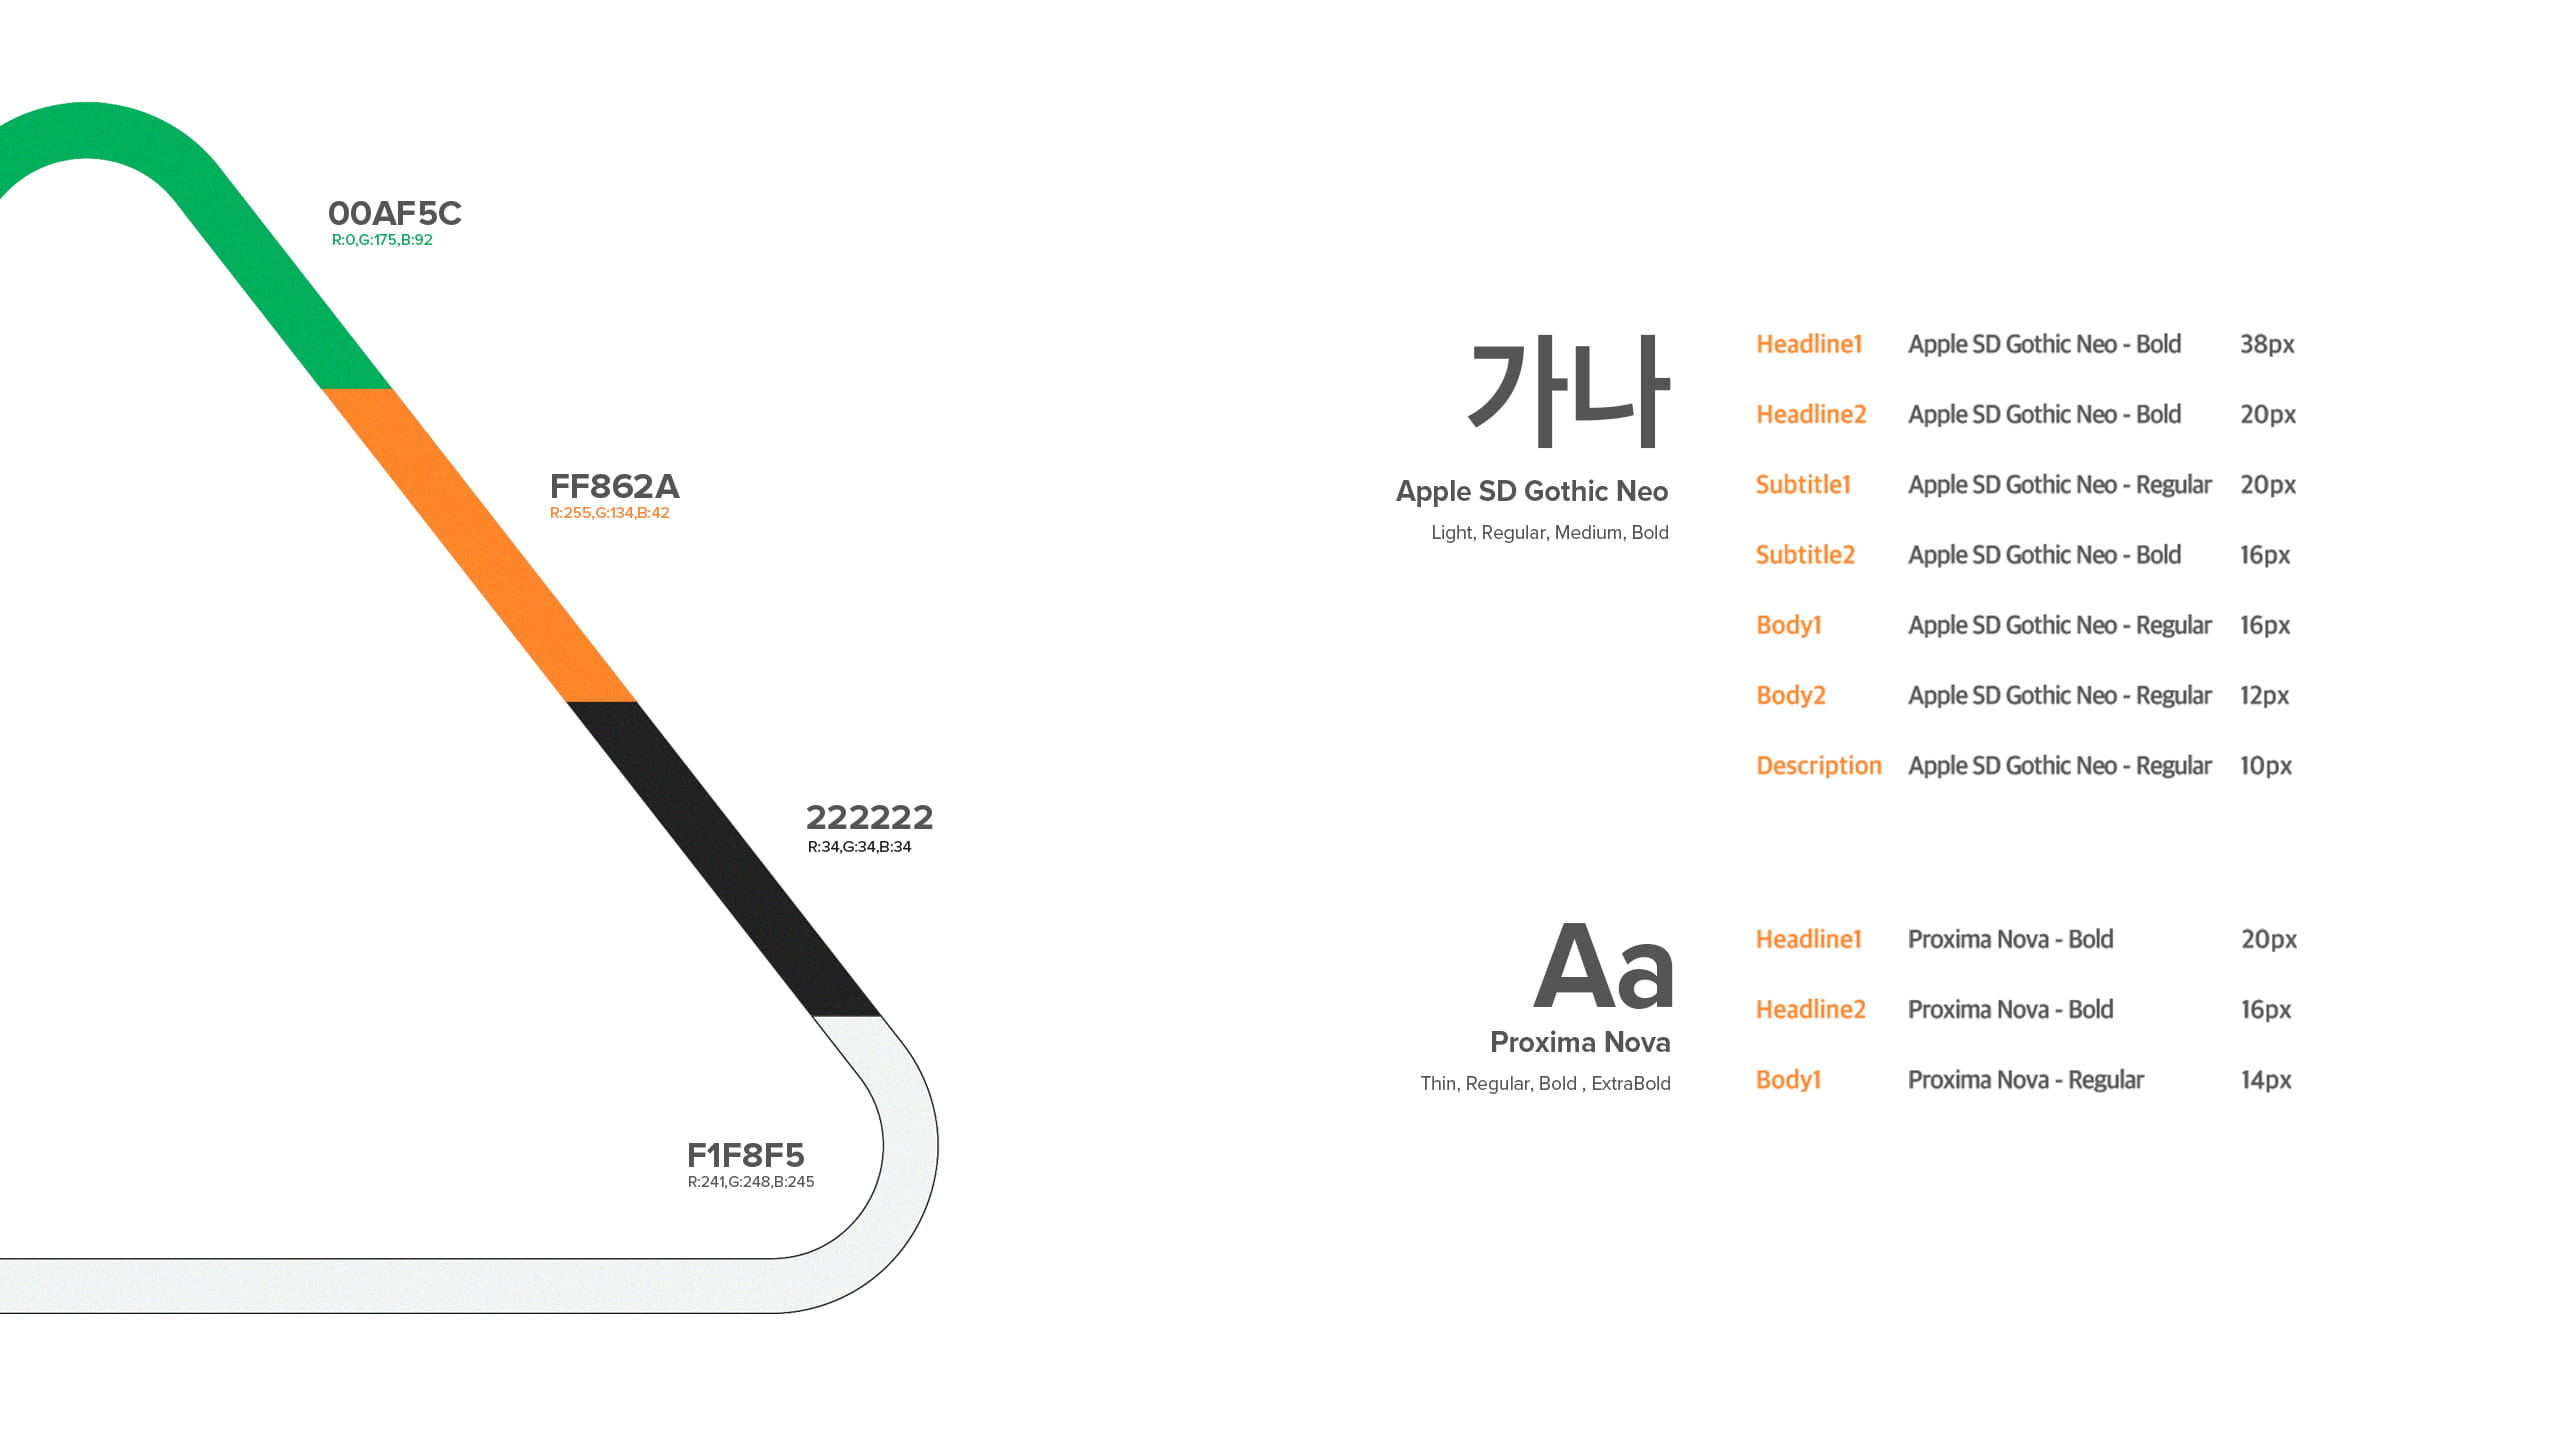 00AF5C
R:0,G:175,B:92
FF862A
R:255,G:134,B:42
222222
R:34,G:34,B:34
F1F8F5
R:241,G:248,B:245
가나
Apple SD Gothic Neo
Light, Regular, Medium, Bold
Headline1 Apple SD Gothic Neo - Bold 38px
Headline2 Apple SD Gothic Neo - Bold 20px
Subtitle1 Apple SD Gothic Neo - Regular 20px
Subtitle2 Apple SD Gothic Neo - Bold 16px
Body1 Apple SD Gothic Neo - Regular 16px
Body2 Apple SD Gothic Neo - Regular 12px
Description Apple SD Gothic Neo - Regular 10px
Aa
Proxima Nova
Thin, Regular, Bold , ExtraBold
Headline1 Proxima Nova - Bold 20px
Headline2 Proxima Nova - Bold 16px
Body1 Proxima Nova - Regular 14px